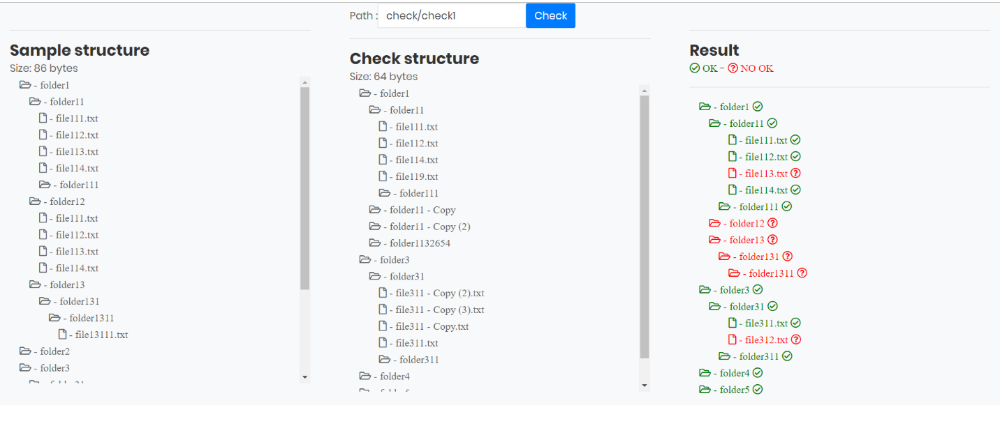 Path : check/check1 Check
Sample structure
Size: 86 bytes
- folder1
- folder11
- file111.txt
- file112.txt
- file113.txt
- file114.txt
- folder111
- folder12
- file111.txt
- file112.txt
- file113.txt
- file114.txt
- folder13
- folder131
- folder1311
- file13111.txt
- folder2
- folder3
Check structure
Size: 64 bytes
- folder1
- folder11
- file111.txt
- file112.txt
- file114.txt
- file119.txt
- folder111
- folder11 - Copy
- folder11 - Copy (2)
- folder1132654
- folder3
- folder31
- file311 - Copy (2).txt
- file311 - Copy (3).txt
- file311 - Copy.txt
- file311.txt
- folder311
- folder4
Result
OK - NO OK
- folder1
- folder11
- file111.txt
- file112.txt
- file113.txt
- file114.txt
- folder111
- folder12
- folder13
- folder131
- folder1311
- folder3
- folder31
- file311.txt
- file312.txt
- folder311
- folder4
- folder5